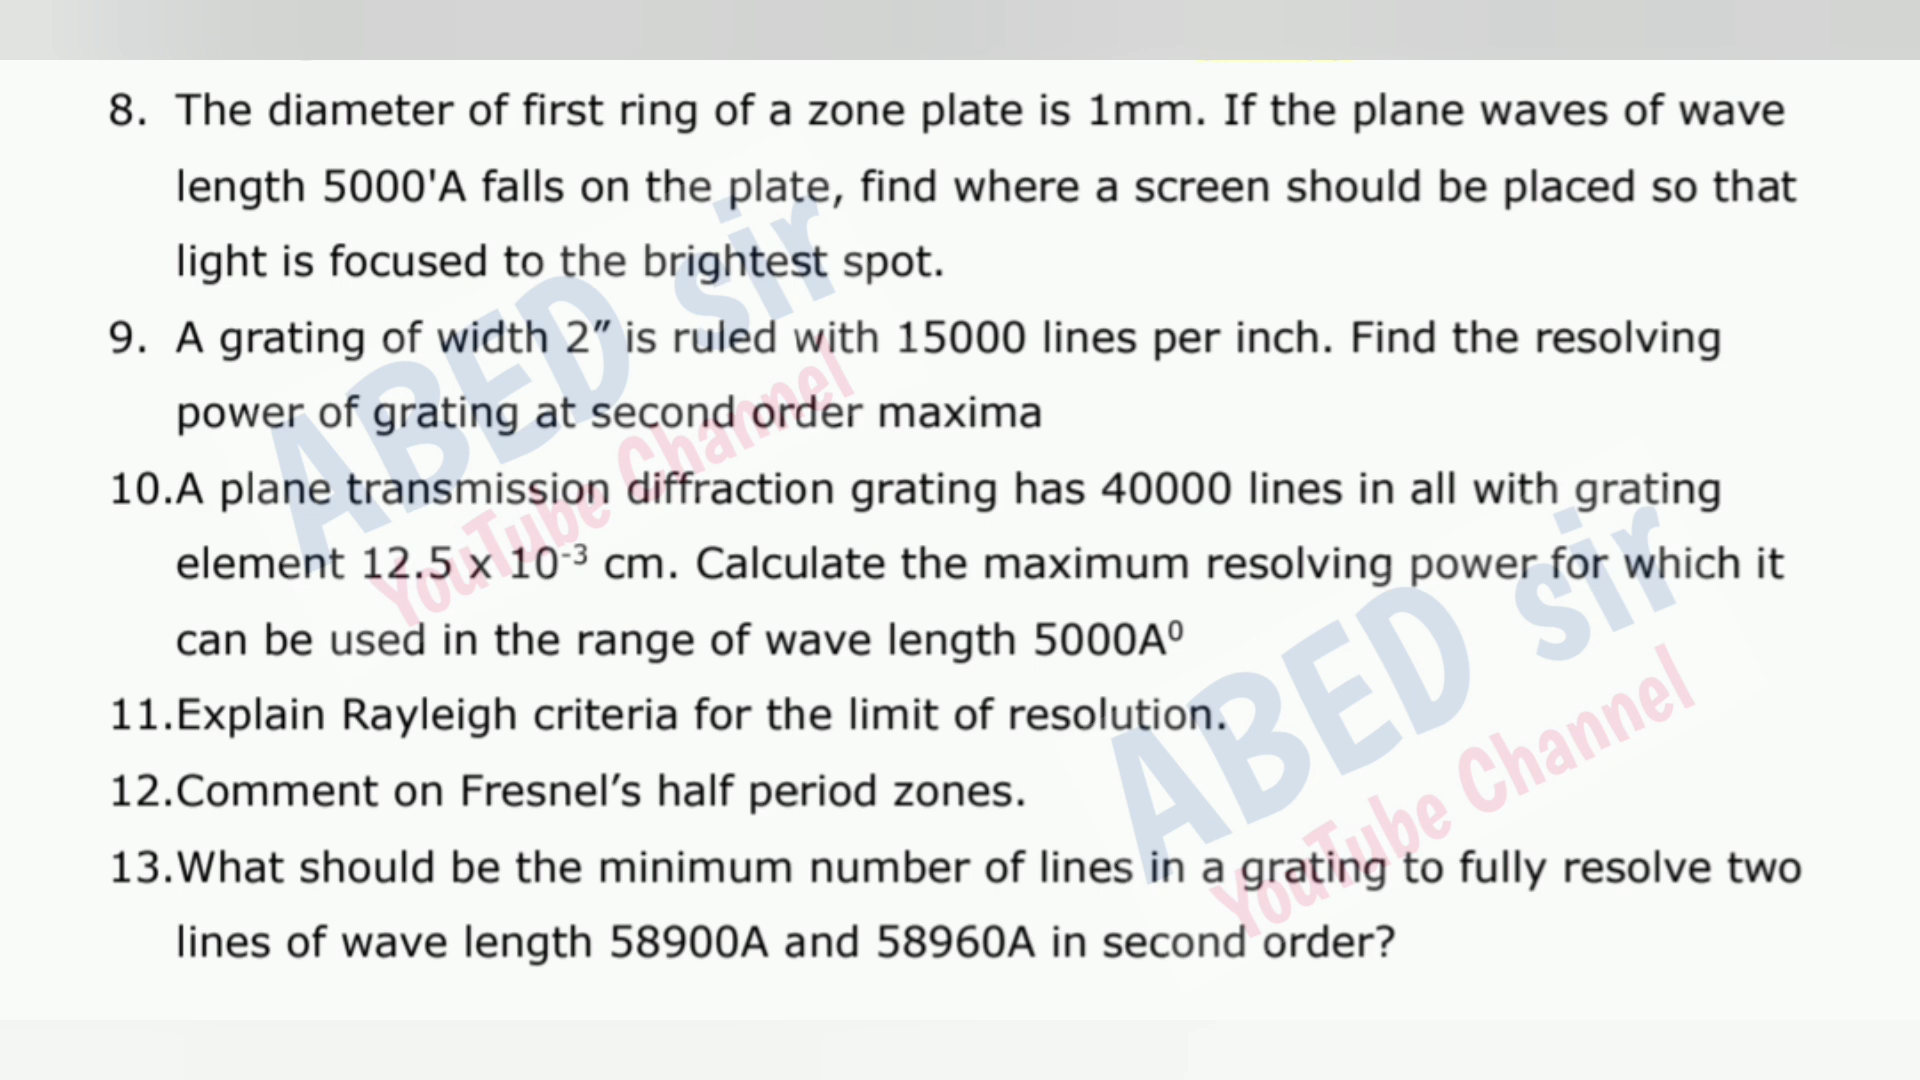 8. The diameter of first ring of a zone plate is 1mm. If the plane waves of wave
length 5000'A falls on the plate, find where a screen should be placed so that
light is focused to the brightest spot.
9. A grating of width 2″ is ruled with 15000 lines per inch. Find the resolving
power of grating at second order maxima
10.A plane transmission diffraction grating has 40000 lines in all with grating
element 12.5 x 10⁻³ cm. Calculate the maximum resolving power for which it
can be used in the range of wave length 5000A⁰
11.Explain Rayleigh criteria for the limit of resolution.
12.Comment on Fresnel’s half period zones.
13.What should be the minimum number of lines in a grating to fully resolve two
lines of wave length 58900A and 58960A in second order?
ABED sir
YouTube Channel
ABED sir
YouTube Channel